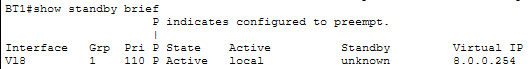 BT1#show standby brief
P indicates configured to preempt.
|
Interface Grp Pri P State Active Standby Virtual IP
Vl8 1 110 P Active local unknown 8.0.0.254